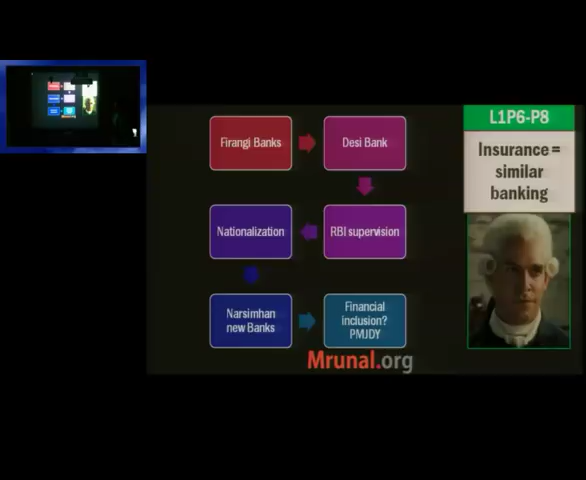 L1P6-P8
Insurance =
similar
banking
Firangi Banks
Desi Bank
Nationalization
RBI supervision
Narsimhan
new Banks
Financial
inclusion?
PMJDY
Mrunal.org